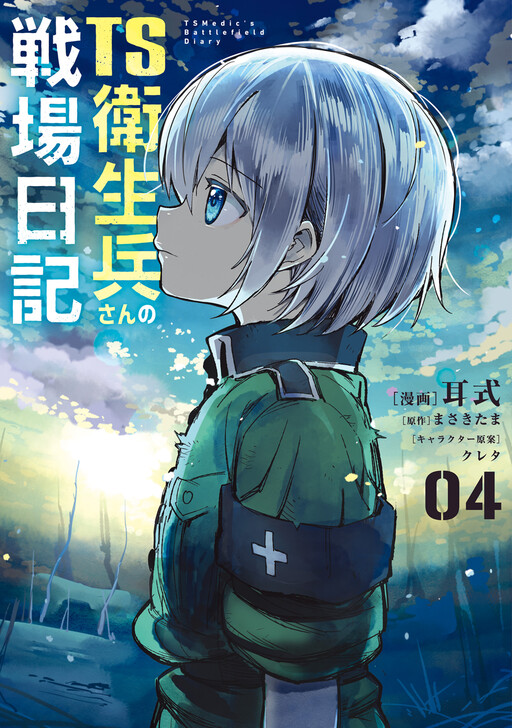 TS衛生兵さんの
戦場日記
TSMedic's
Battlefield
Diary
[漫画]耳式
[原作]まさきたま
[キャラクター原案]
クレタ
04